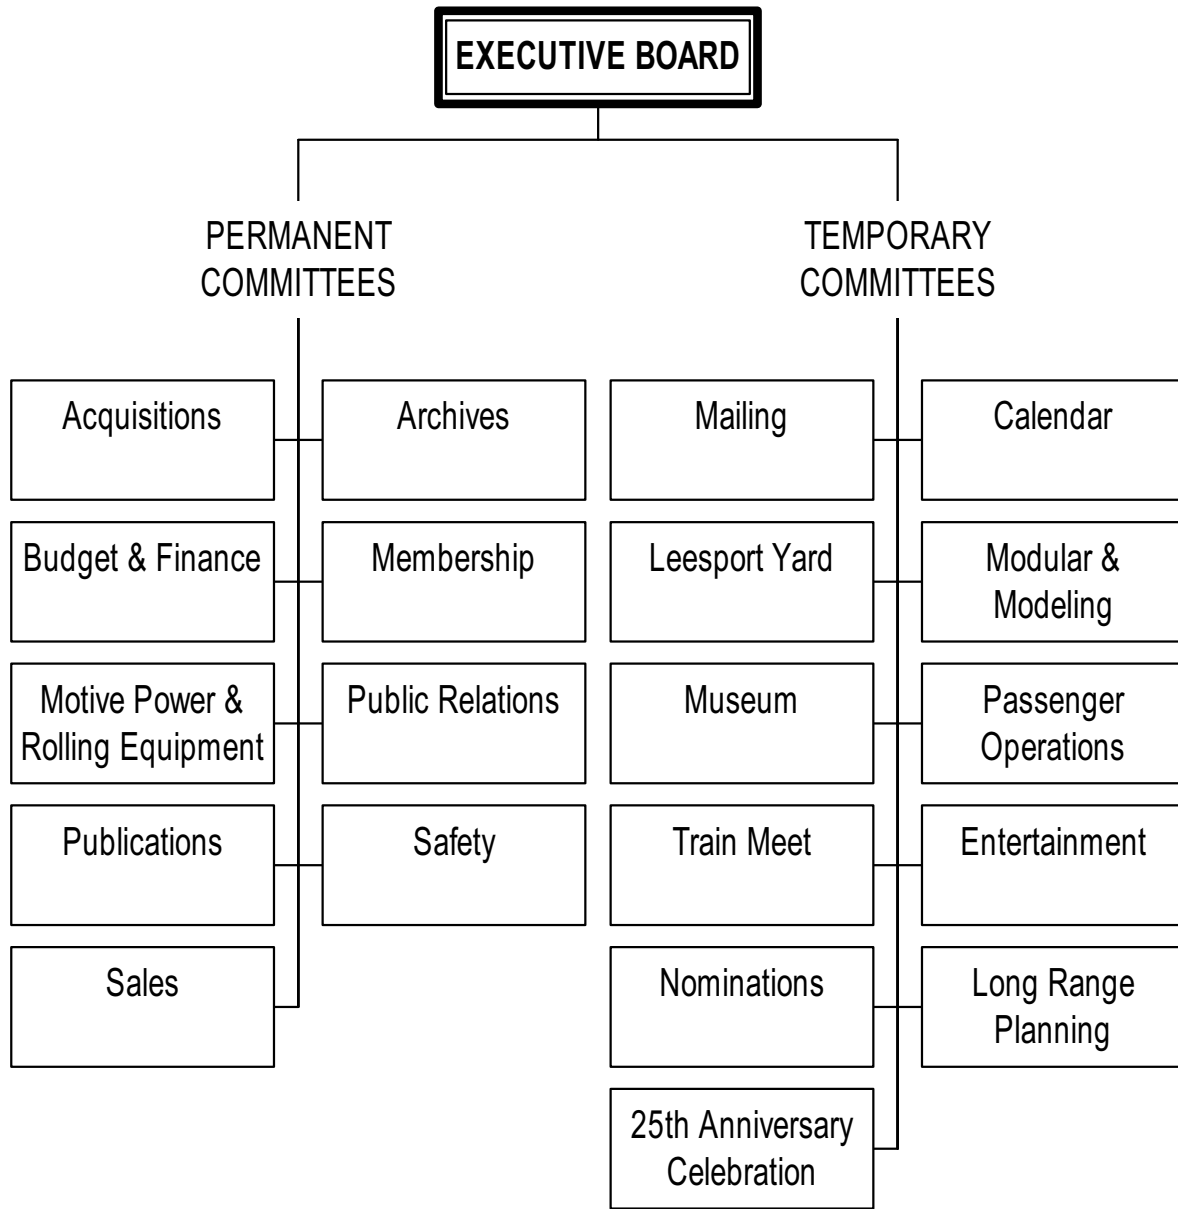 EXECUTIVE BOARD
PERMANENT
COMMITTEES
TEMPORARY
COMMITTEES
Acquisitions
Archives
Mailing
Calendar
Budget & Finance
Membership
Leesport Yard
Modular &
Modeling
Motive Power &
Rolling Equipment
Public Relations
Museum
Passenger
Operations
Publications
Safety
Train Meet
Entertainment
Sales
Nominations
Long Range
Planning
25th Anniversary
Celebration